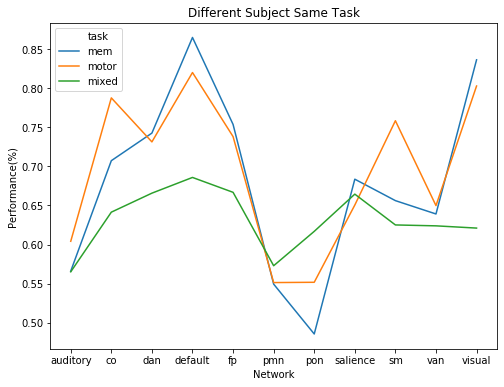 Different Subject Same Task
task
mem
motor
mixed
Performance(%)
0.85
0.80
0.75
0.70
0.65
0.60
0.55
0.50
auditory co dan default fp pmn pon salience sm van visual
Network